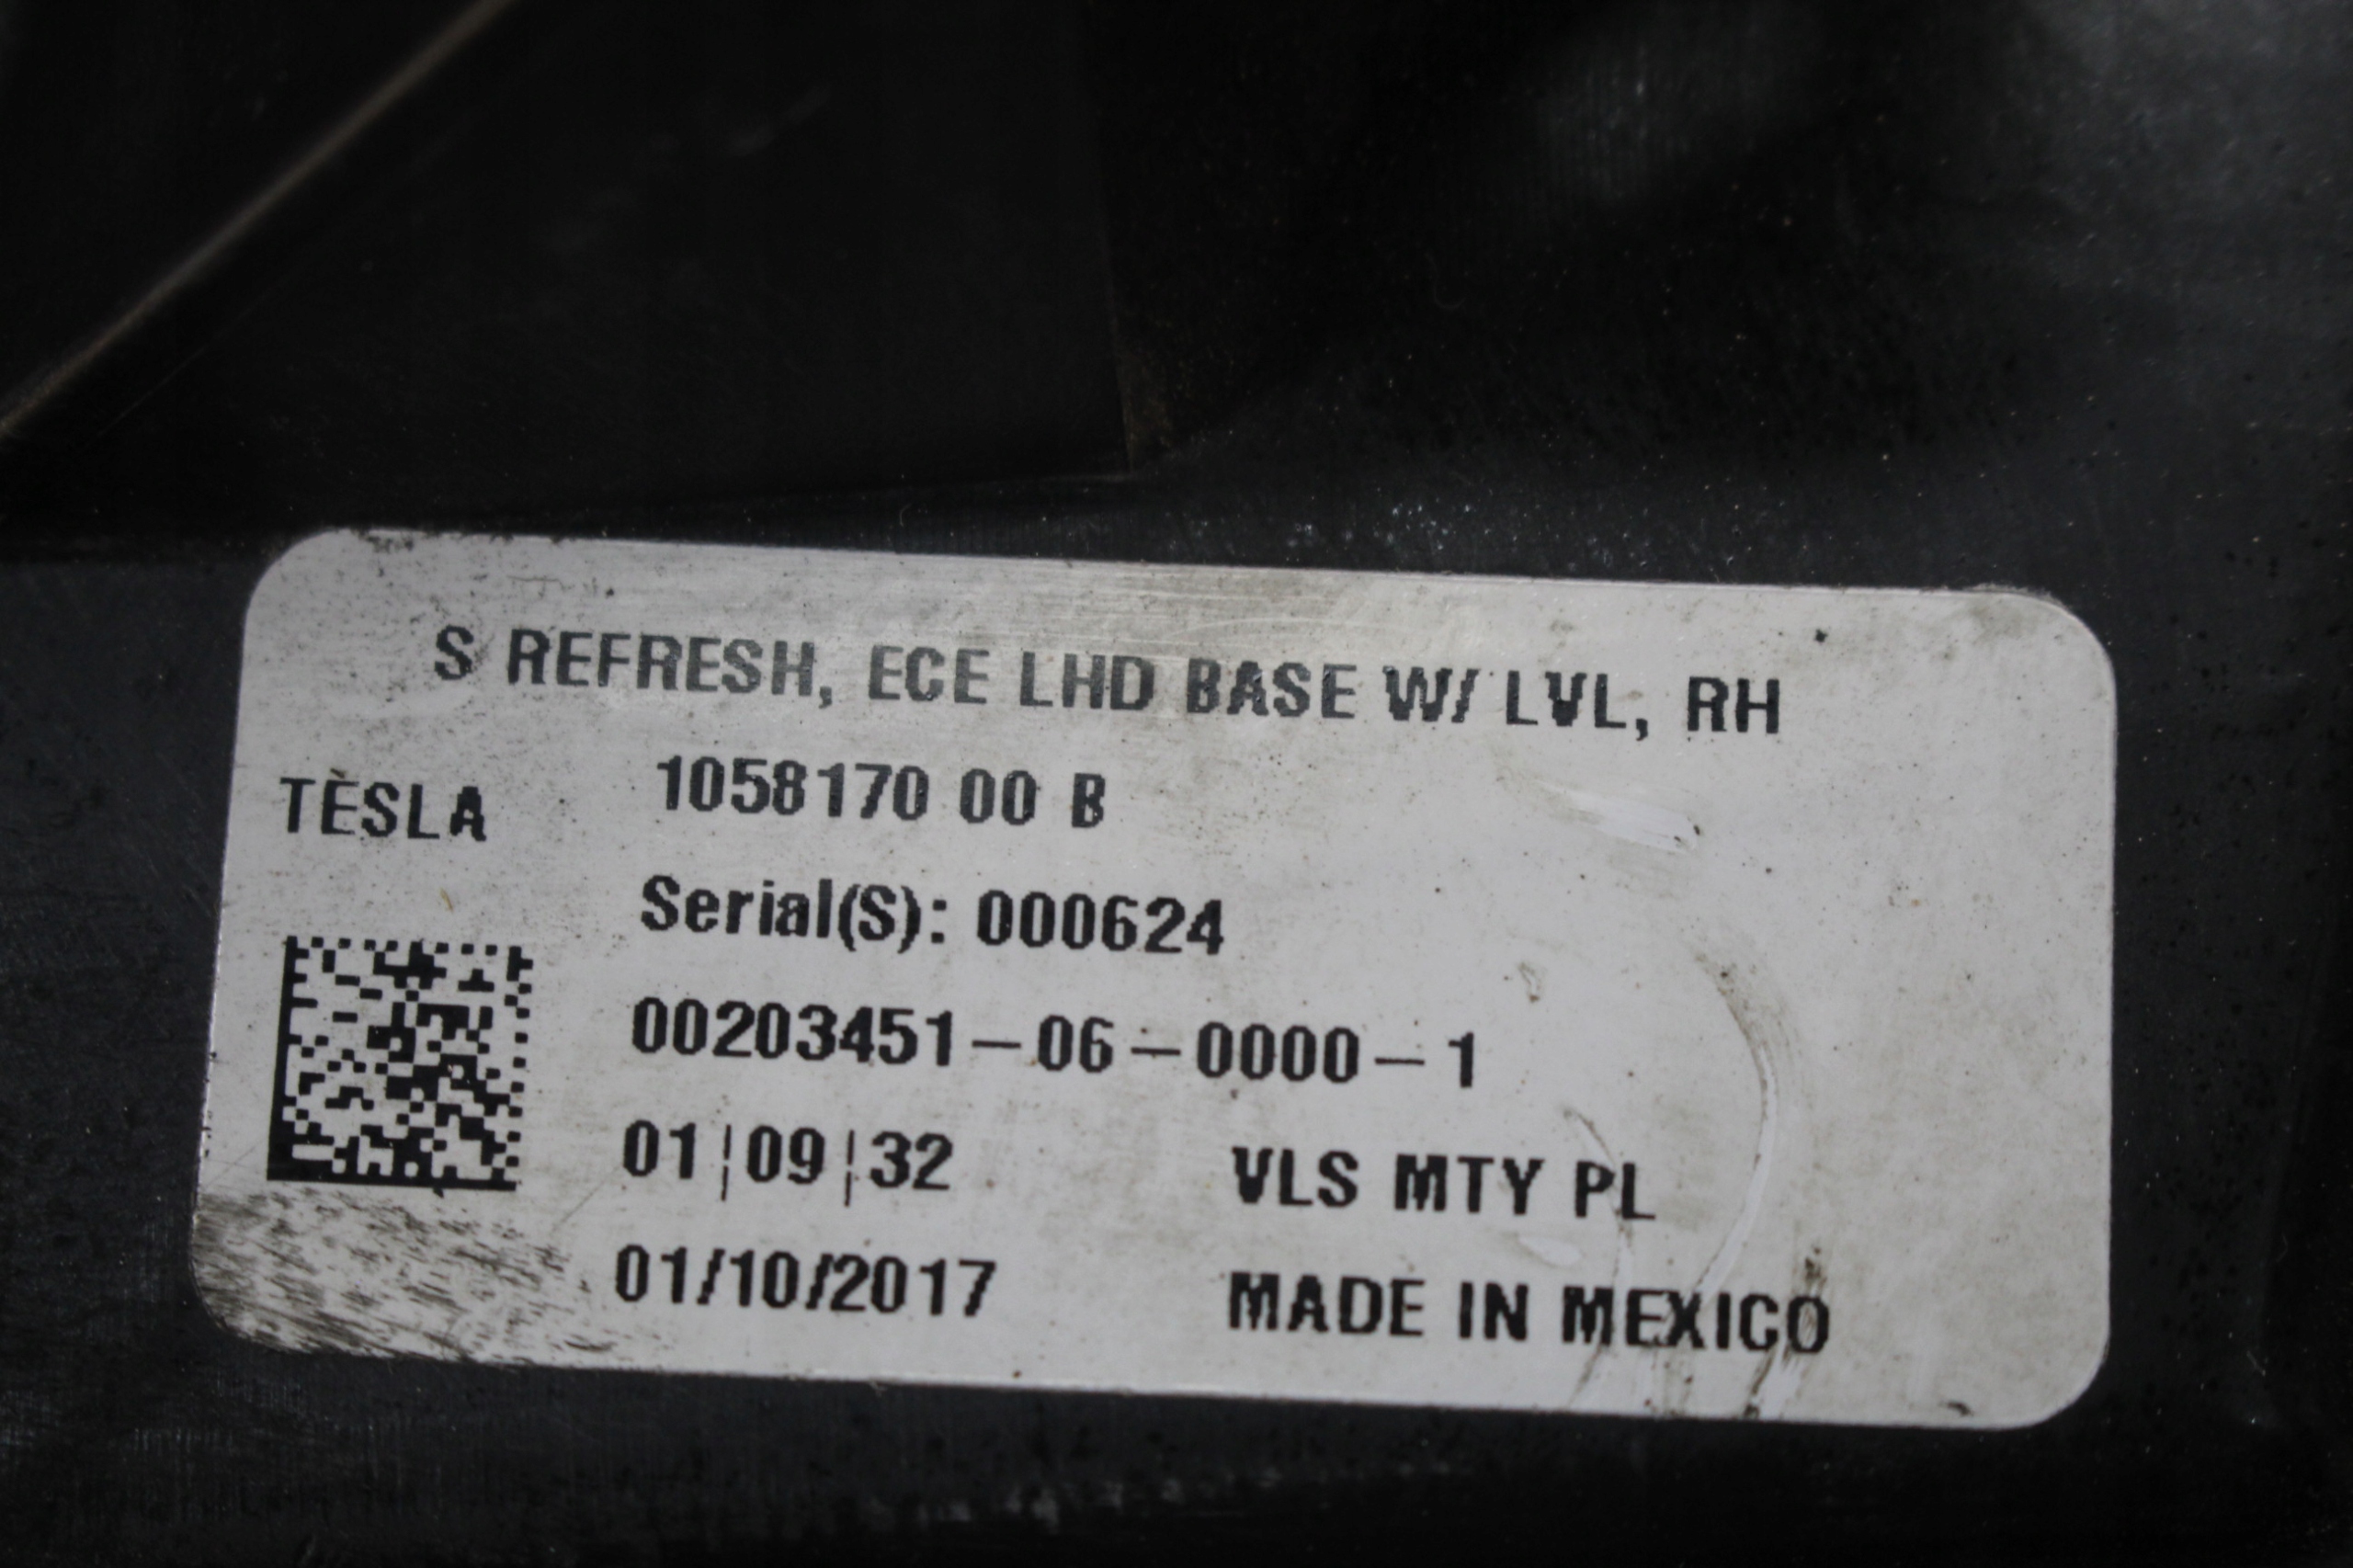 S REFRESH, ECE LHD BASE W/ LVL, RH
TESLA 1058170 00 B
Serial(S): 000624
00203451-06-0000-1
01¦09¦32 VLS MTY PL
01/10/2017 MADE IN MEXICO